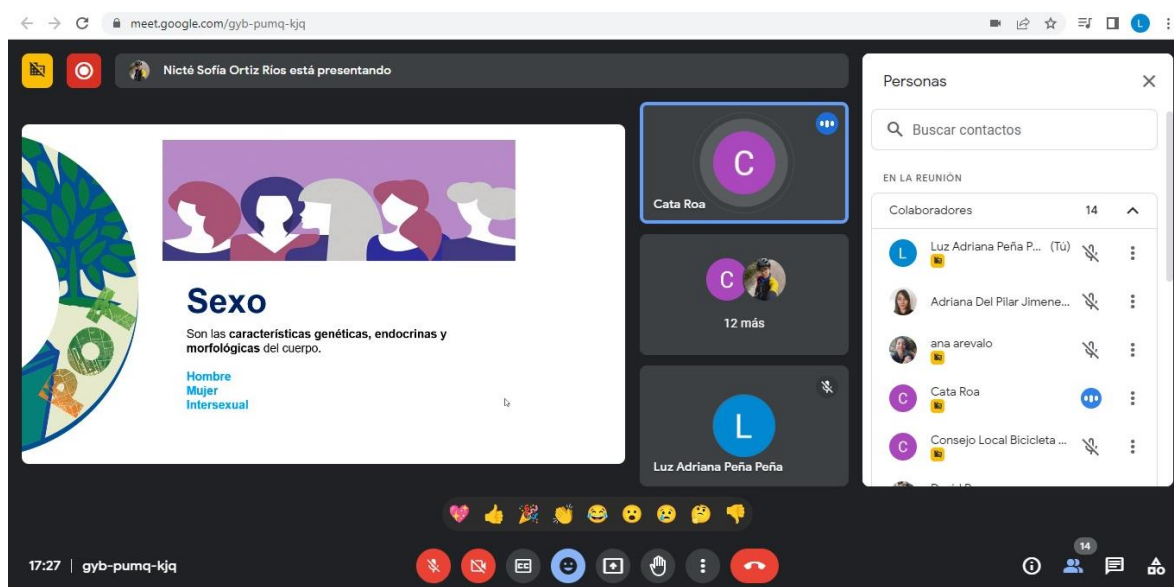 meet.google.com/gyb-pumq-kjq
L
Nicté Sofía Ortiz Ríos está presentando
POT
Sexo
Son las características genéticas, endocrinas y
morfológicas del cuerpo.
Hombre
Mujer
Intersexual
C
Cata Roa
C
12 más
L
Luz Adriana Peña Peña
Personas
Buscar contactos
EN LA REUNIÓN
Colaboradores 14
L Luz Adriana Peña P... (Tú)
Adriana Del Pilar Jimene...
ana arevalo
C Cata Roa
C Consejo Local Bicicleta ...
17:27 | gyb-pumq-kjq
CC
14